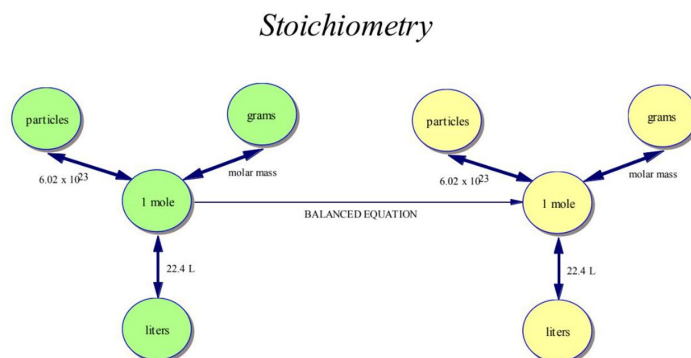 Stoichiometry
particles
grams
6.02 x 10^23
molar mass
1 mole
BALANCED EQUATION
22.4 L
liters
particles
grams
6.02 x 10^23
molar mass
1 mole
22.4 L
liters